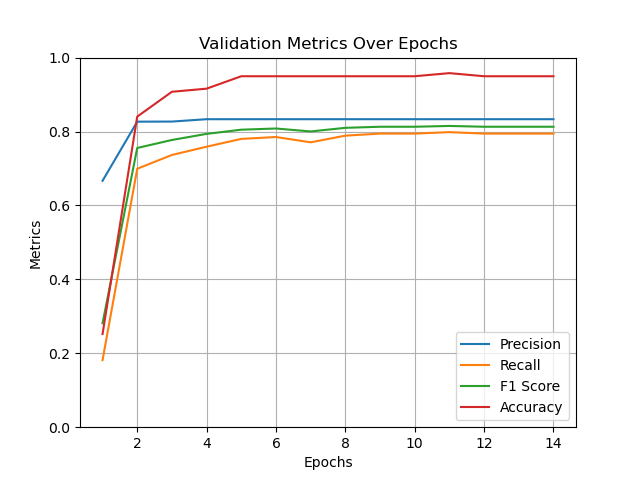 Validation Metrics Over Epochs
Metrics
1.0
0.8
0.6
0.4
0.2
0.0
2 4 6 8 10 12 14
Epochs
Precision
Recall
F1 Score
Accuracy